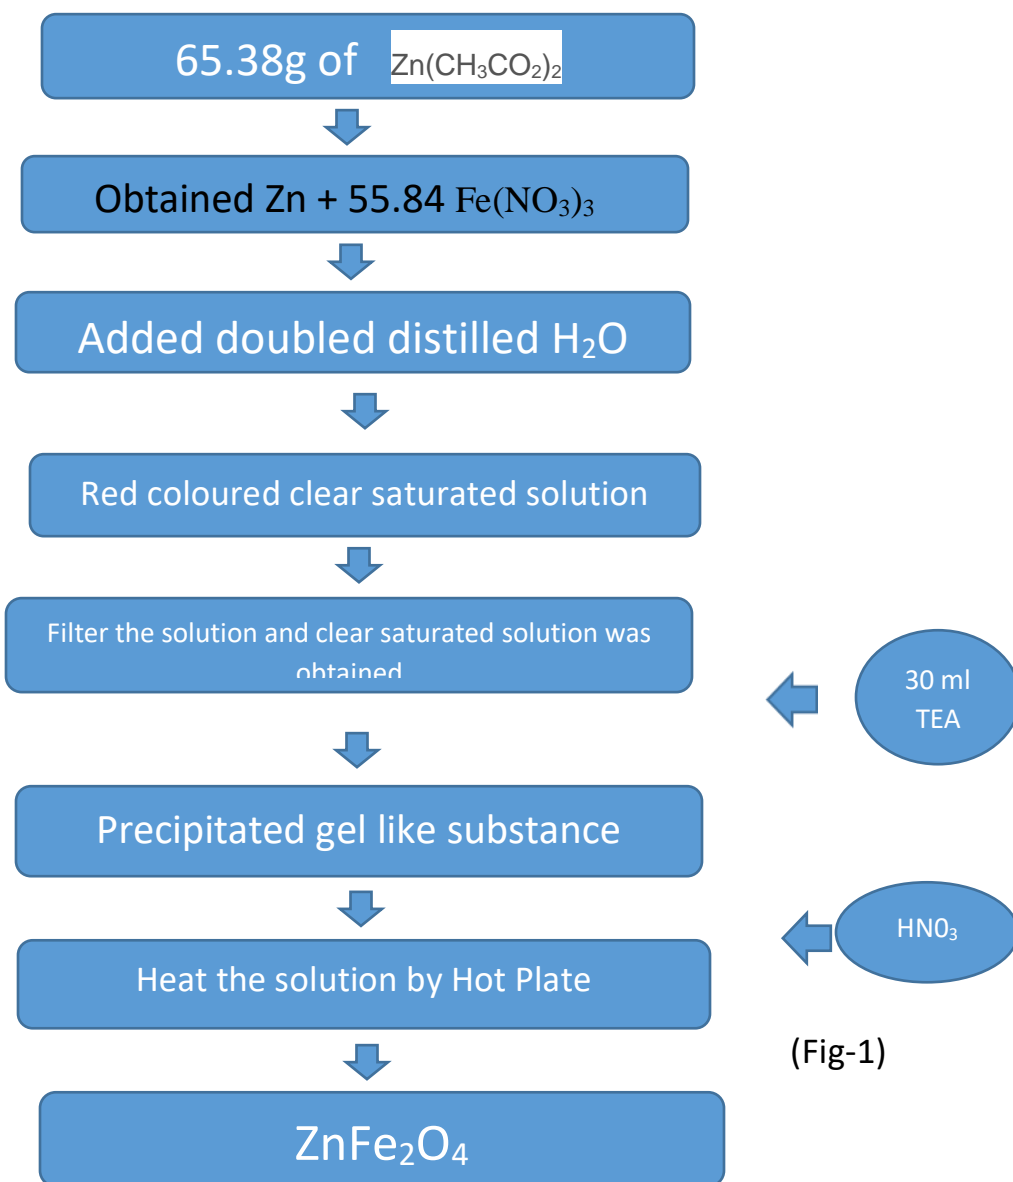 65.38g of Zn(CH₃CO₂)₂
Obtained Zn + 55.84 Fe(NO₃)₃
Added doubled distilled H₂O
Red coloured clear saturated solution
Filter the solution and clear saturated solution was
obtained
30 ml
TEA
Precipitated gel like substance
HN0₃
Heat the solution by Hot Plate
(Fig-1)
ZnFe₂O₄